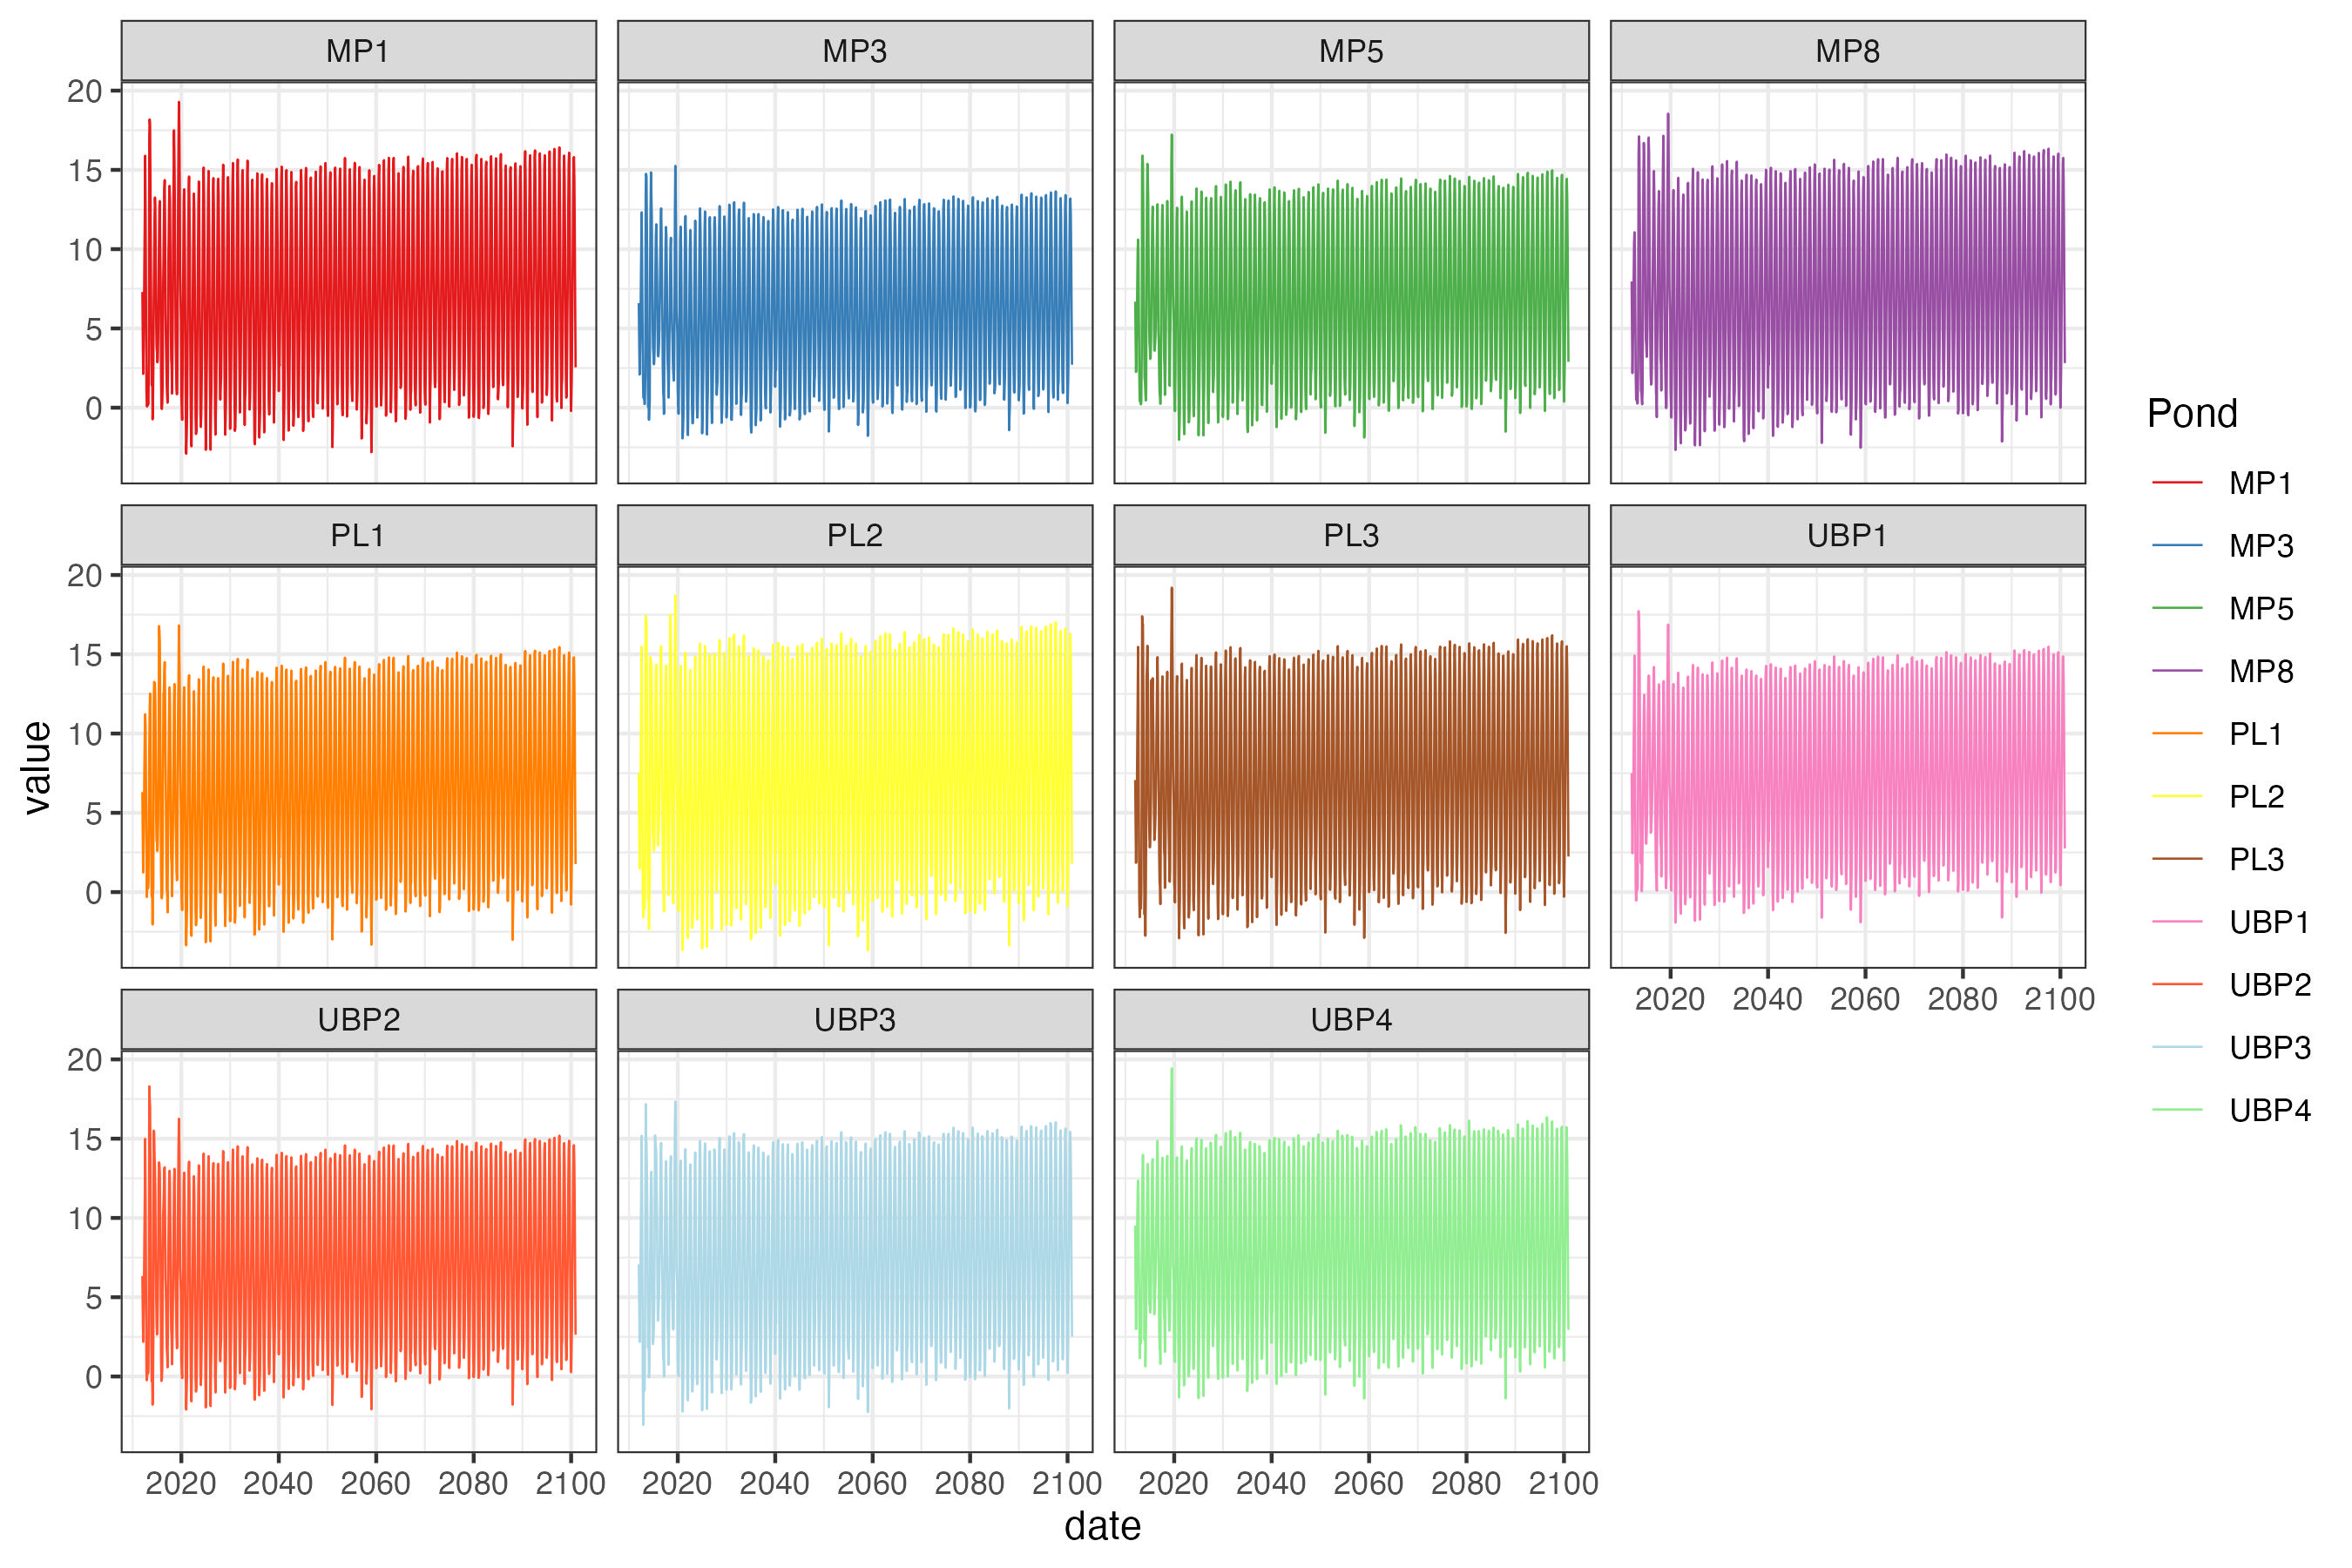 MP1 MP3 MP5 MP8
20
15
10
5
0
PL1 PL2 PL3 UBP1
20
15
10
5
0
2020 2040 2060 2080 2100
UBP2 UBP3 UBP4
20
15
10
5
0
2020 2040 2060 2080 2100 2020 2040 2060 2080 2100 2020 2040 2060 2080 2100
value
date
Pond
MP1
MP3
MP5
MP8
PL1
PL2
PL3
UBP1
UBP2
UBP3
UBP4